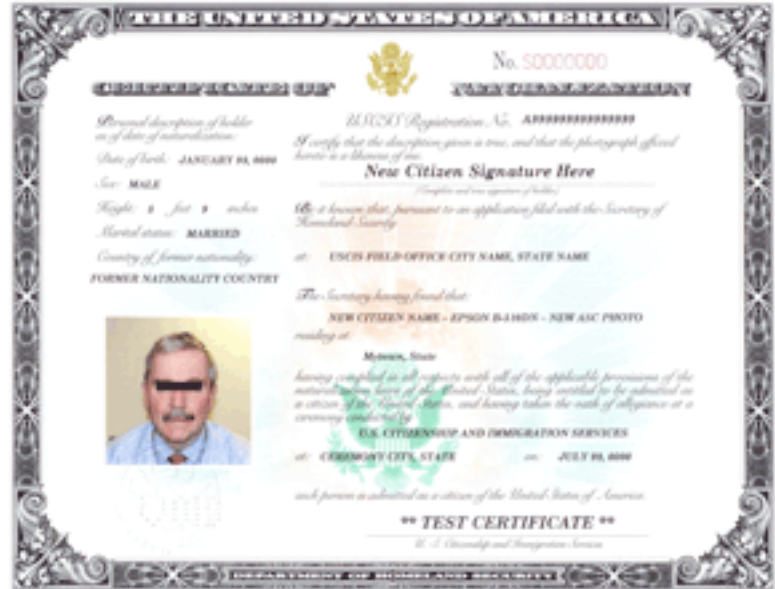 THE UNITED STATES OF AMERICA
No. S0000000
CERTIFICATE OF NATURALIZATION
Personal description of holder
as of date of naturalization:
Date of birth: JANUARY 00, 0000
Sex: MALE
Height: 5 feet 9 inches
Marital status: MARRIED
Country of former nationality:
FORMER NATIONALITY COUNTRY
USCIS Registration No. A99999999999999
I certify that the description given is true, and that the photograph affixed
hereto is a likeness of me.
New Citizen Signature Here
(Complete and true signature of holder)
Be it known that, pursuant to an application filed with the Secretary of
Homeland Security
at: USCIS FIELD OFFICE CITY NAME, STATE NAME
The Secretary having found that:
NEW CITIZEN NAME - EPSON B-510DN - NEW ASC PHOTO
residing at:
Mytown, State
having complied in all respects with all of the applicable provisions of the
naturalization laws of the United States, being entitled to be admitted as
a citizen of the United States, and having taken the oath of allegiance at a
ceremony conducted by
U.S. CITIZENSHIP AND IMMIGRATION SERVICES
at: CEREMONY CITY, STATE on: JULY 00, 0000
such person is admitted as a citizen of the United States of America.
** TEST CERTIFICATE **
U. S. Citizenship and Immigration Services
DEPARTMENT OF HOMELAND SECURITY